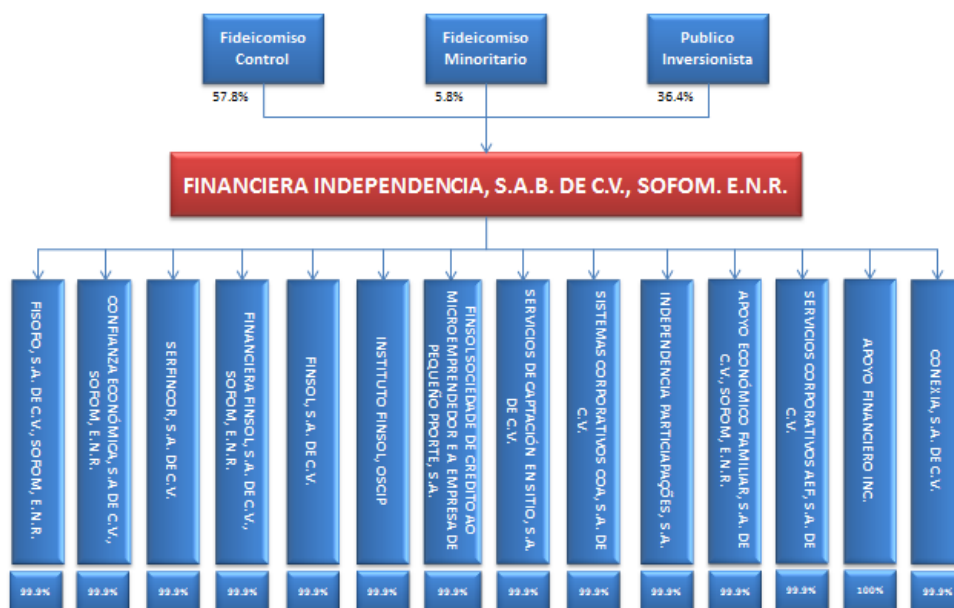 Fideicomiso
Control
Fideicomiso
Minoritario
Publico
Inversionista
57.8%
5.8%
36.4%
FINANCIERA INDEPENDENCIA, S.A.B. DE C.V., SOFOM. E.N.R.
FISOFO, S.A. DE C.V., SOFOM, E.N.R.
CONFIANZA ECONÓMICA, S.A DE C.V.,
SOFOM, E.N.R.
SERFINCOR, S.A. DE C.V.
FINANCIERA FINSOL, S.A. DE C.V.,
SOFOM, E.N.R.
FINSOL, S.A. DE C.V.
INSTITUTO FINSOL, OSCIP
FINSOL SOCIEDADE DE CREDITO AO
MICROEMPRENDEDOR E A EMPRESA DE
PEQUEÑO PPORTE, S.A.
SERVICIOS DE CAPTACIÓN EN SITIO, S.A.
DE C.V.
SISTEMAS CORPORATIVOS COA, S.A. DE
C.V.
INDEPENDENCIA PARTICIAPAÇÕES, S.A.
APOYO ECONÓMICO FAMILIAR, S.A. DE
C.V., SOFOM, E.N.R.
SERVICIOS CORPORATIVOS AEF, S.A. DE
C.V.
APOYO FINANCIERO INC.
CONEXIA, S.A. DE C.V.
99.9%
99.9%
99.9%
99.9%
99.9%
99.9%
99.9%
99.9%
99.9%
99.9%
99.9%
99.9%
100%
99.9%